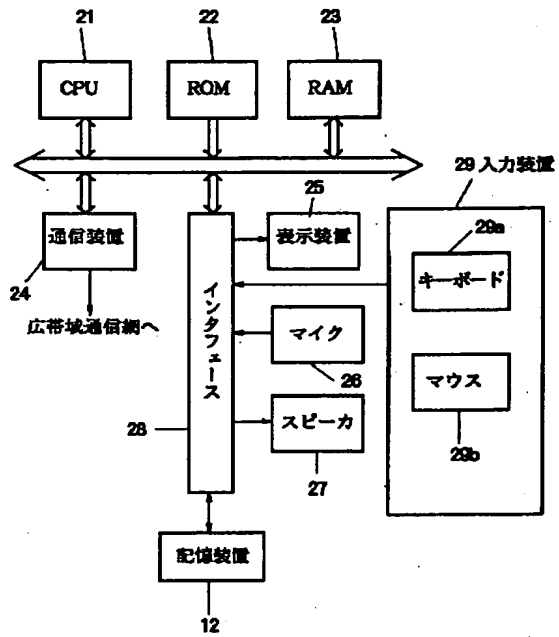 21
22
23
CPU
ROM
RAM
29 入力装置
25
通信装置
表示装置
29a
24
キーボード
広帯域通信網へ
インタフェース
マイク
26
マウス
28
スピーカ
29b
27
記憶装置
12